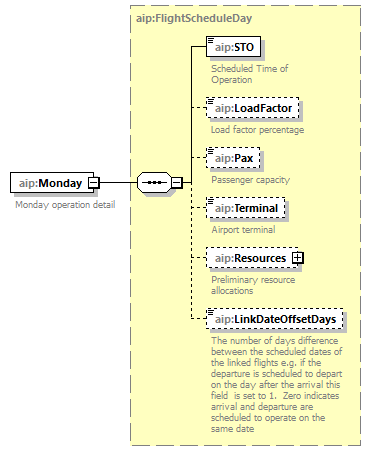 aip:FlightScheduleDay
aip:STO
Scheduled Time of
Operation
aip:LoadFactor
Load factor percentage
aip:Pax
Passenger capacity
aip:Monday
Monday operation detail
aip:Terminal
Airport terminal
aip:Resources
Preliminary resource
allocations
aip:LinkDateOffsetDays
The number of days difference
between the scheduled dates of
the linked flights e.g. if the
departure is scheduled to depart
on the day after the arrival this
field  is set to 1.  Zero indicates
arrival and departure are
scheduled to operate on the
same date